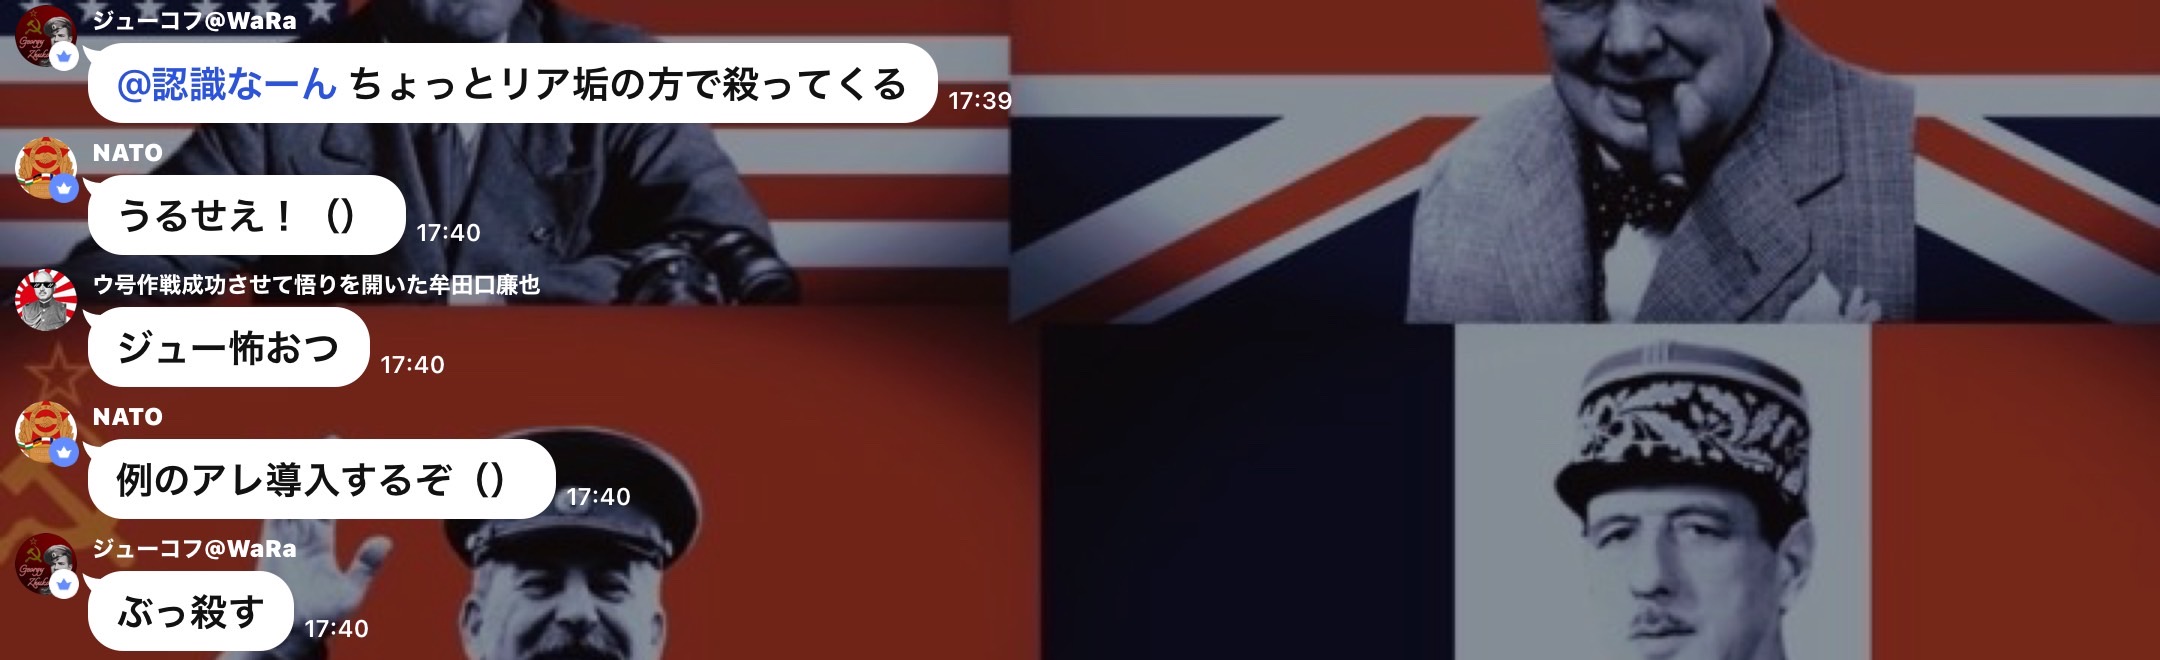 ジューコフ@WaRa
@認識なーん ちょっとリア垢の方で殺ってくる
17:39
NATO
うるせえ！（）
17:40
ウ号作戦成功させて悟りを開いた牟田口廉也
ジュー怖おつ
17:40
NATO
例のアレ導入するぞ（）
17:40
ジューコフ@WaRa
ぶっ殺す
17:40